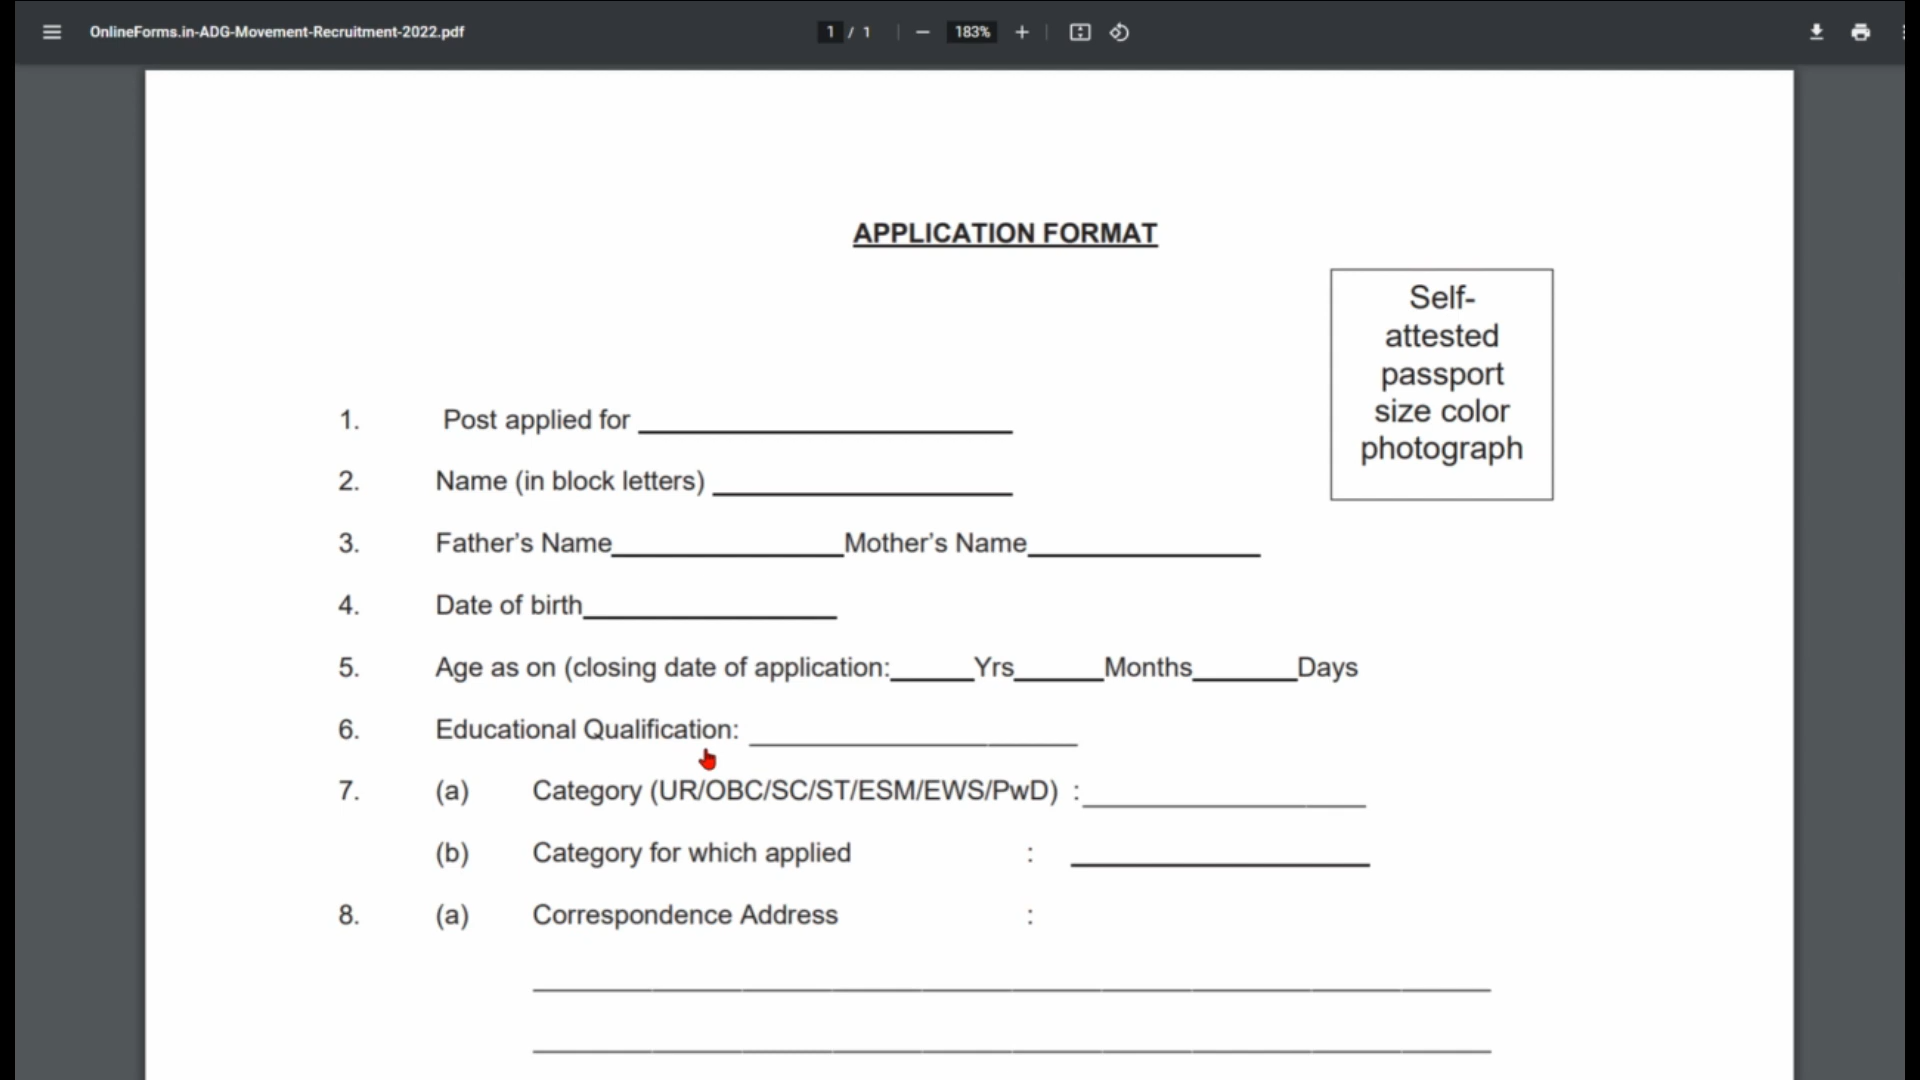 OnlineForms.in-ADG-Movement-Recruitment-2022.pdf 1 / 1 183%
APPLICATION FORMAT
Self-
attested
passport
size color
photograph
1. Post applied for
2. Name (in block letters)
3. Father’s Name Mother’s Name
4. Date of birth
5. Age as on (closing date of application: Yrs Months Days
6. Educational Qualification:
7. (a) Category (UR/OBC/SC/ST/ESM/EWS/PwD) :
(b) Category for which applied :
8. (a) Correspondence Address :